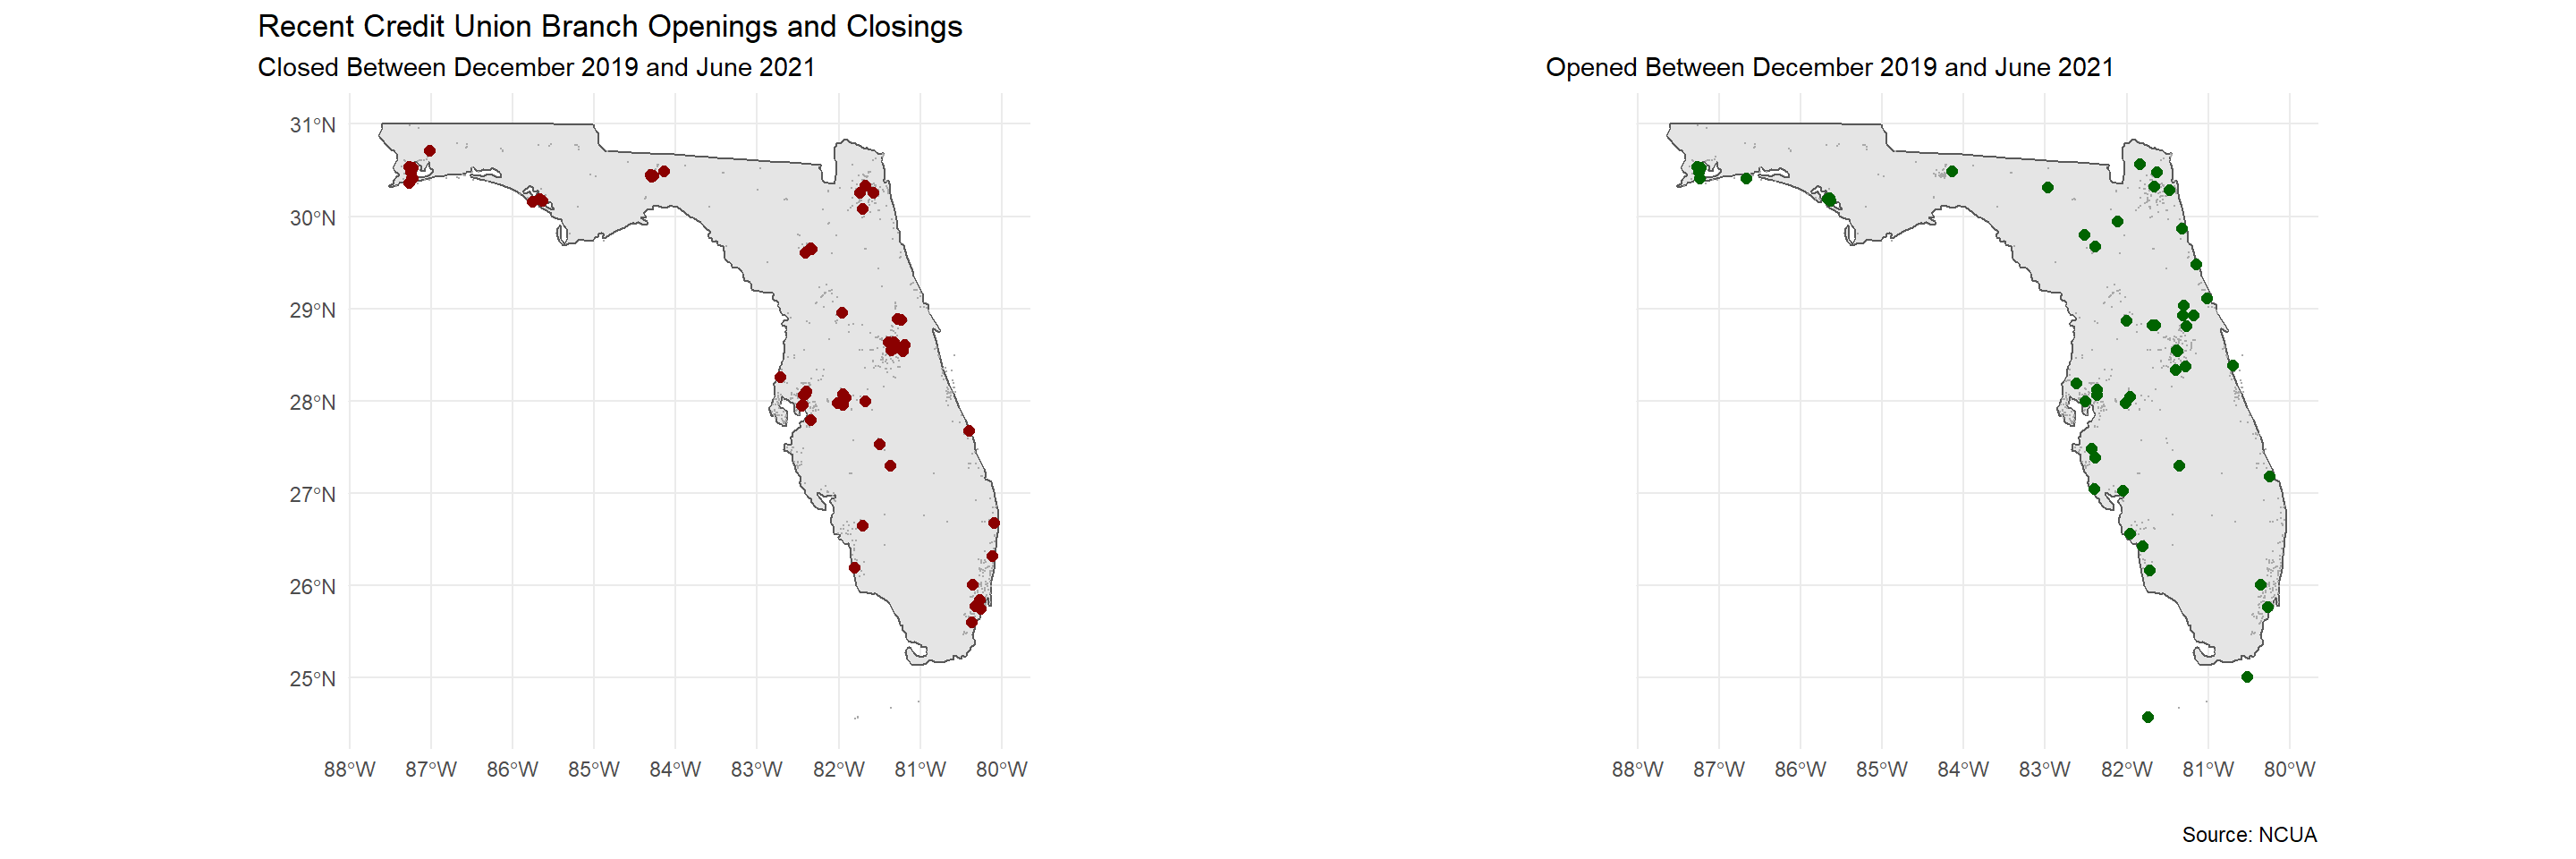 Recent Credit Union Branch Openings and Closings
Closed Between December 2019 and June 2021
31°N
30°N
29°N
28°N
27°N
26°N
25°N
88°W 87°W 86°W 85°W 84°W 83°W 82°W 81°W 80°W
Opened Between December 2019 and June 2021
88°W 87°W 86°W 85°W 84°W 83°W 82°W 81°W 80°W
Source: NCUA